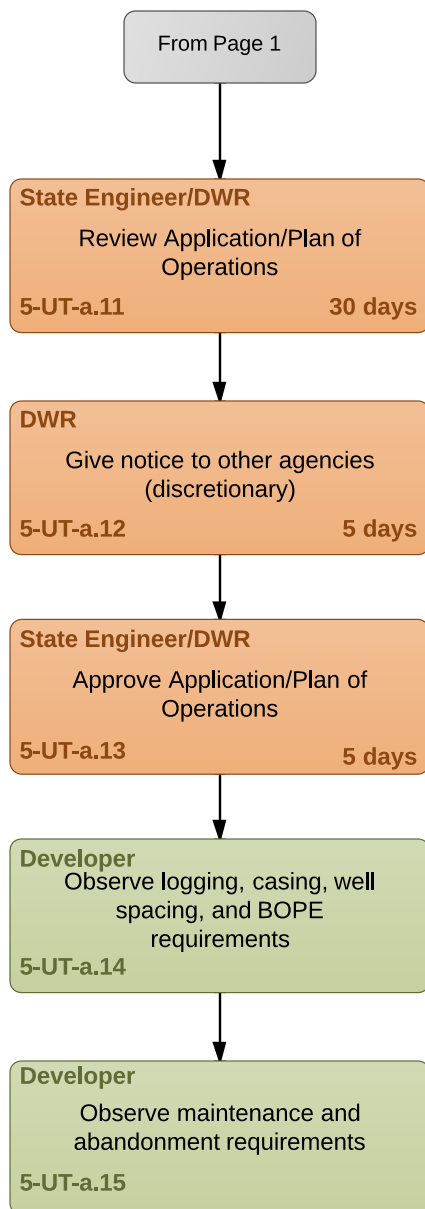 From Page 1
State Engineer/DWR
Review Application/Plan of
Operations
5-UT-a.11 30 days
DWR
Give notice to other agencies
(discretionary)
5-UT-a.12 5 days
State Engineer/DWR
Approve Application/Plan of
Operations
5-UT-a.13 5 days
Developer
Observe logging, casing, well
spacing, and BOPE
requirements
5-UT-a.14
Developer
Observe maintenance and
abandonment requirements
5-UT-a.15